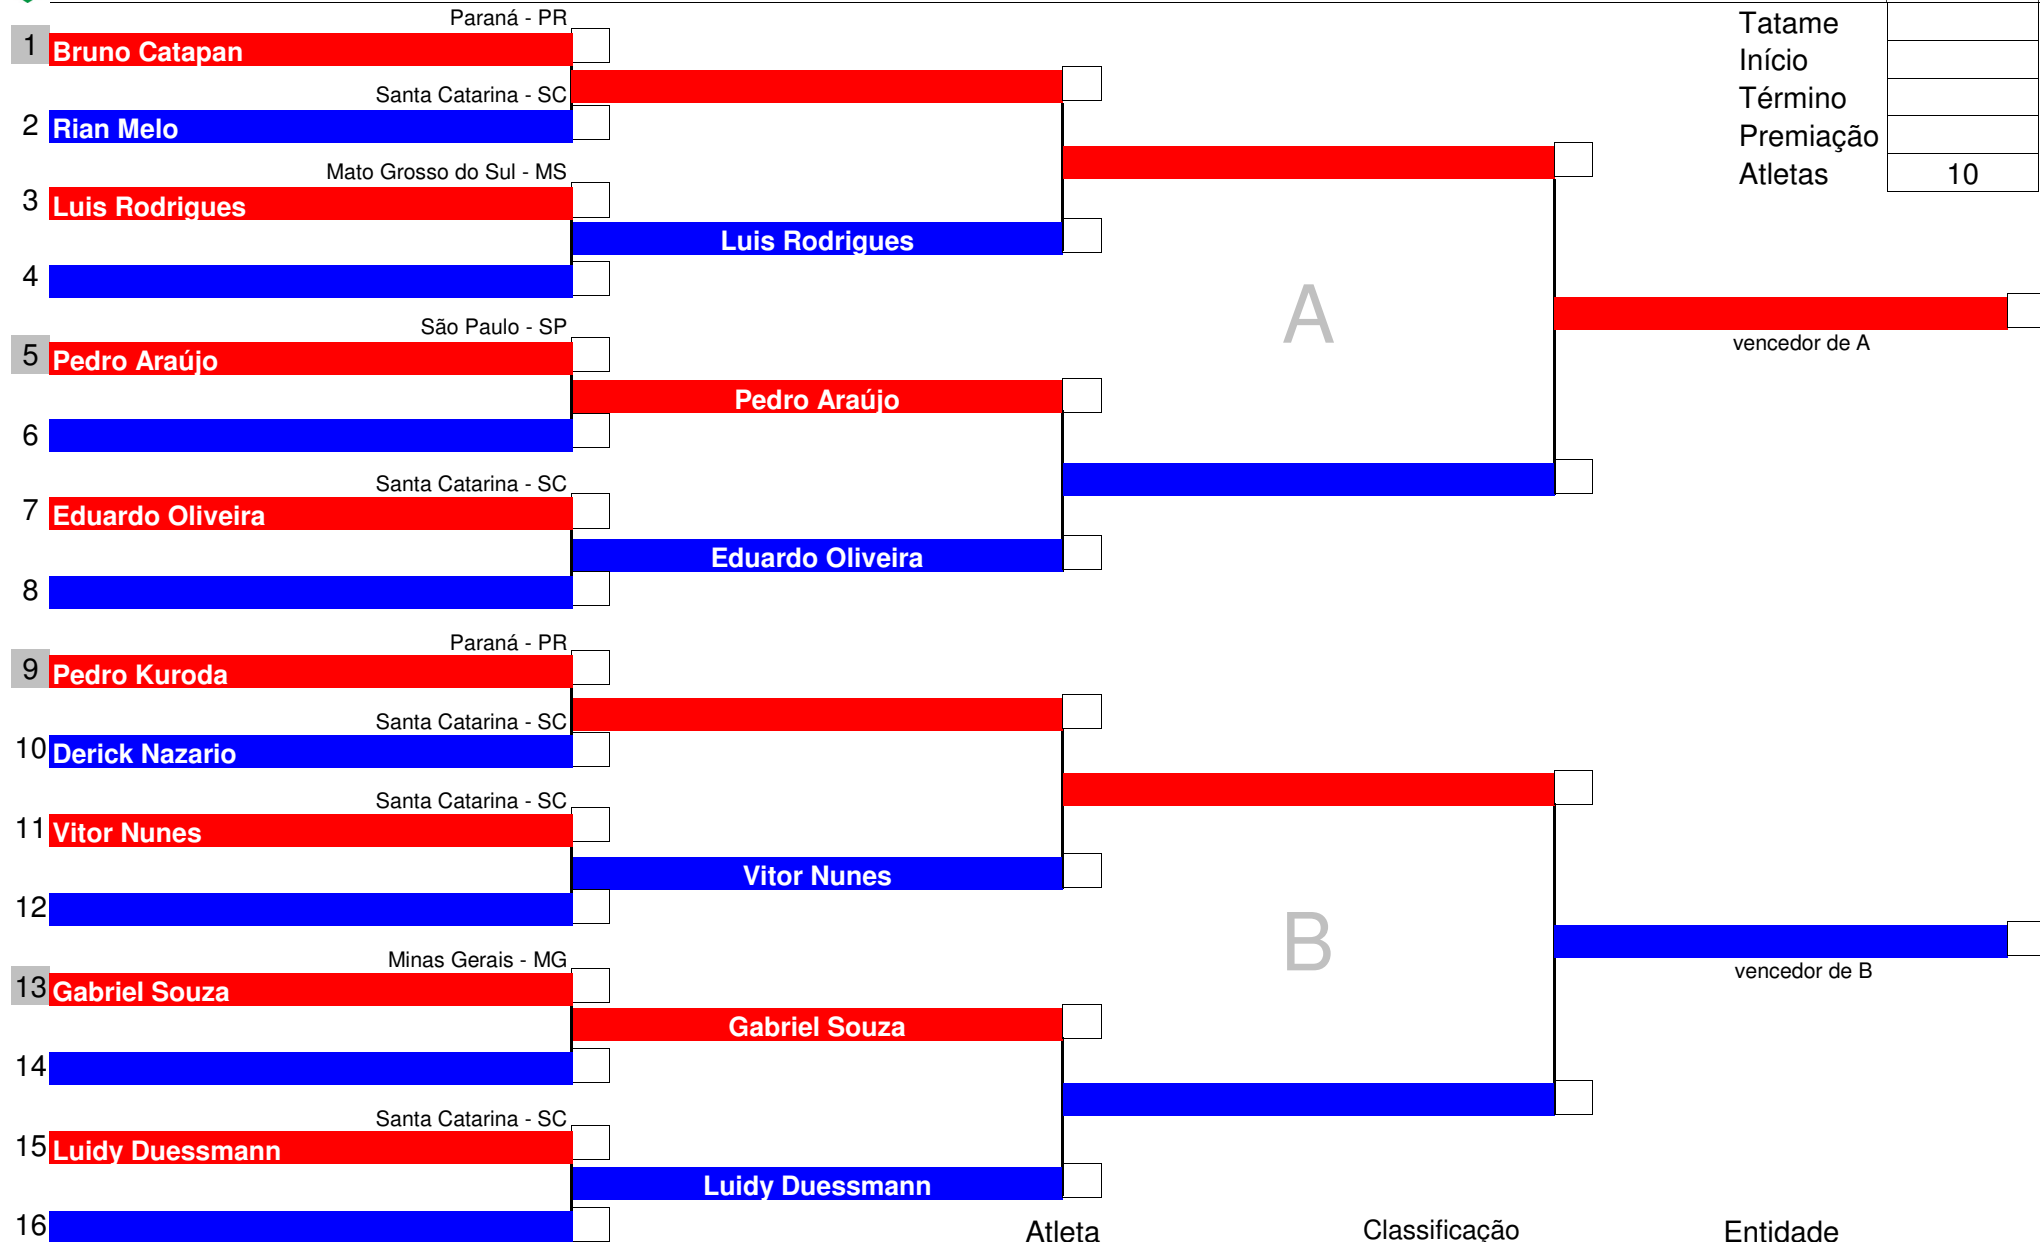 Paraná - PR
1 Bruno Catapan
Santa Catarina - SC
2 Rian Melo
Mato Grosso do Sul - MS
3 Luis Rodrigues
Luis Rodrigues
4
São Paulo - SP
5 Pedro Araújo
Pedro Araújo
6
Santa Catarina - SC
7 Eduardo Oliveira
Eduardo Oliveira
8
Paraná - PR
9 Pedro Kuroda
Santa Catarina - SC
10 Derick Nazario
Santa Catarina - SC
11 Vitor Nunes
Vitor Nunes
12
Minas Gerais - MG
13 Gabriel Souza
Gabriel Souza
14
Santa Catarina - SC
15 Luidy Duessmann
Luidy Duessmann
16
A
vencedor de A
B
vencedor de B
Tatame
Início
Término
Premiação
Atletas 10
Atleta Classificação Entidade